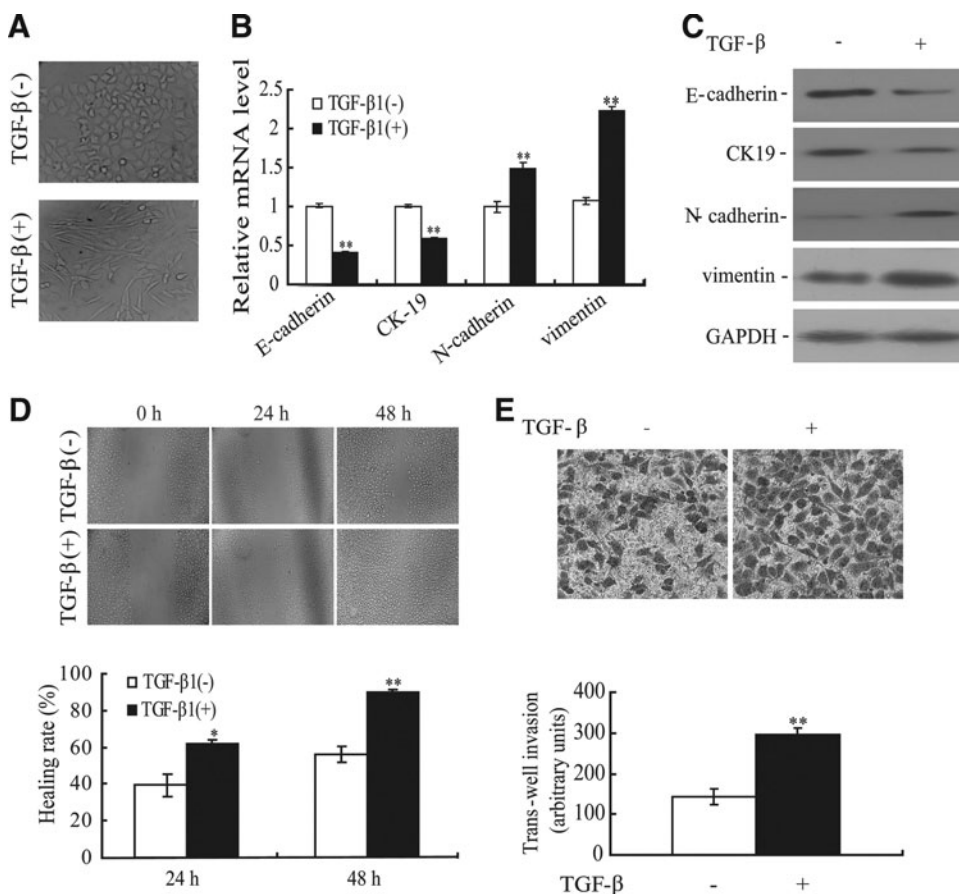 A
TGF-β(-)
TGF-β(+)
B
Relative mRNA level
2.5
2
1.5
1
0.5
0
TGF-β1(-)
TGF-β1(+)
**
**
**
**
E-cadherin
CK-19
N-cadherin
vimentin
C
TGF-β - +
E-cadherin -
CK19 -
N- cadherin -
vimentin -
GAPDH -
D
0 h 24 h 48 h
TGF-β(-)
TGF-β(+)
Healing rate (%)
100
80
60
40
20
0
TGF-β1(-)
TGF-β1(+)
*
**
24 h 48 h
E
TGF- β - +
Trans-well invasion
(arbitrary units)
400
300
200
100
0
**
TGF-β - +